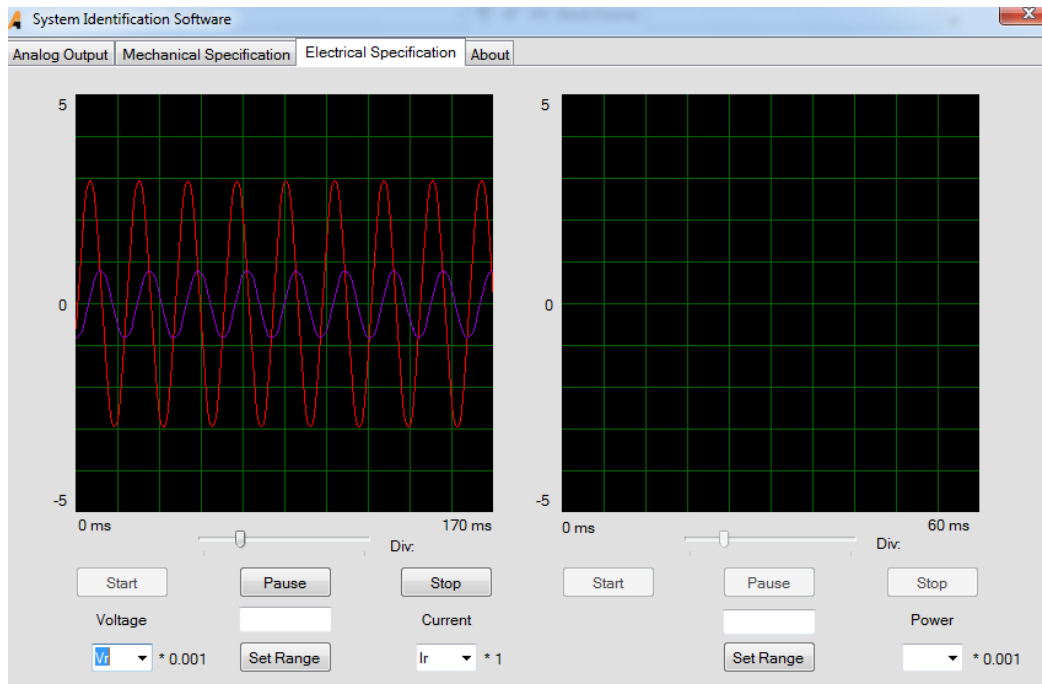 System Identification Software
Analog Output Mechanical Specification Electrical Specification About
5 5
0 0
-5 -5
0 ms 170 ms 0 ms 60 ms
Div: Div:
Start Pause Stop Start Pause Stop
Voltage Current Power
Vr * 0.001 Set Range Ir * 1 Set Range * 0.001